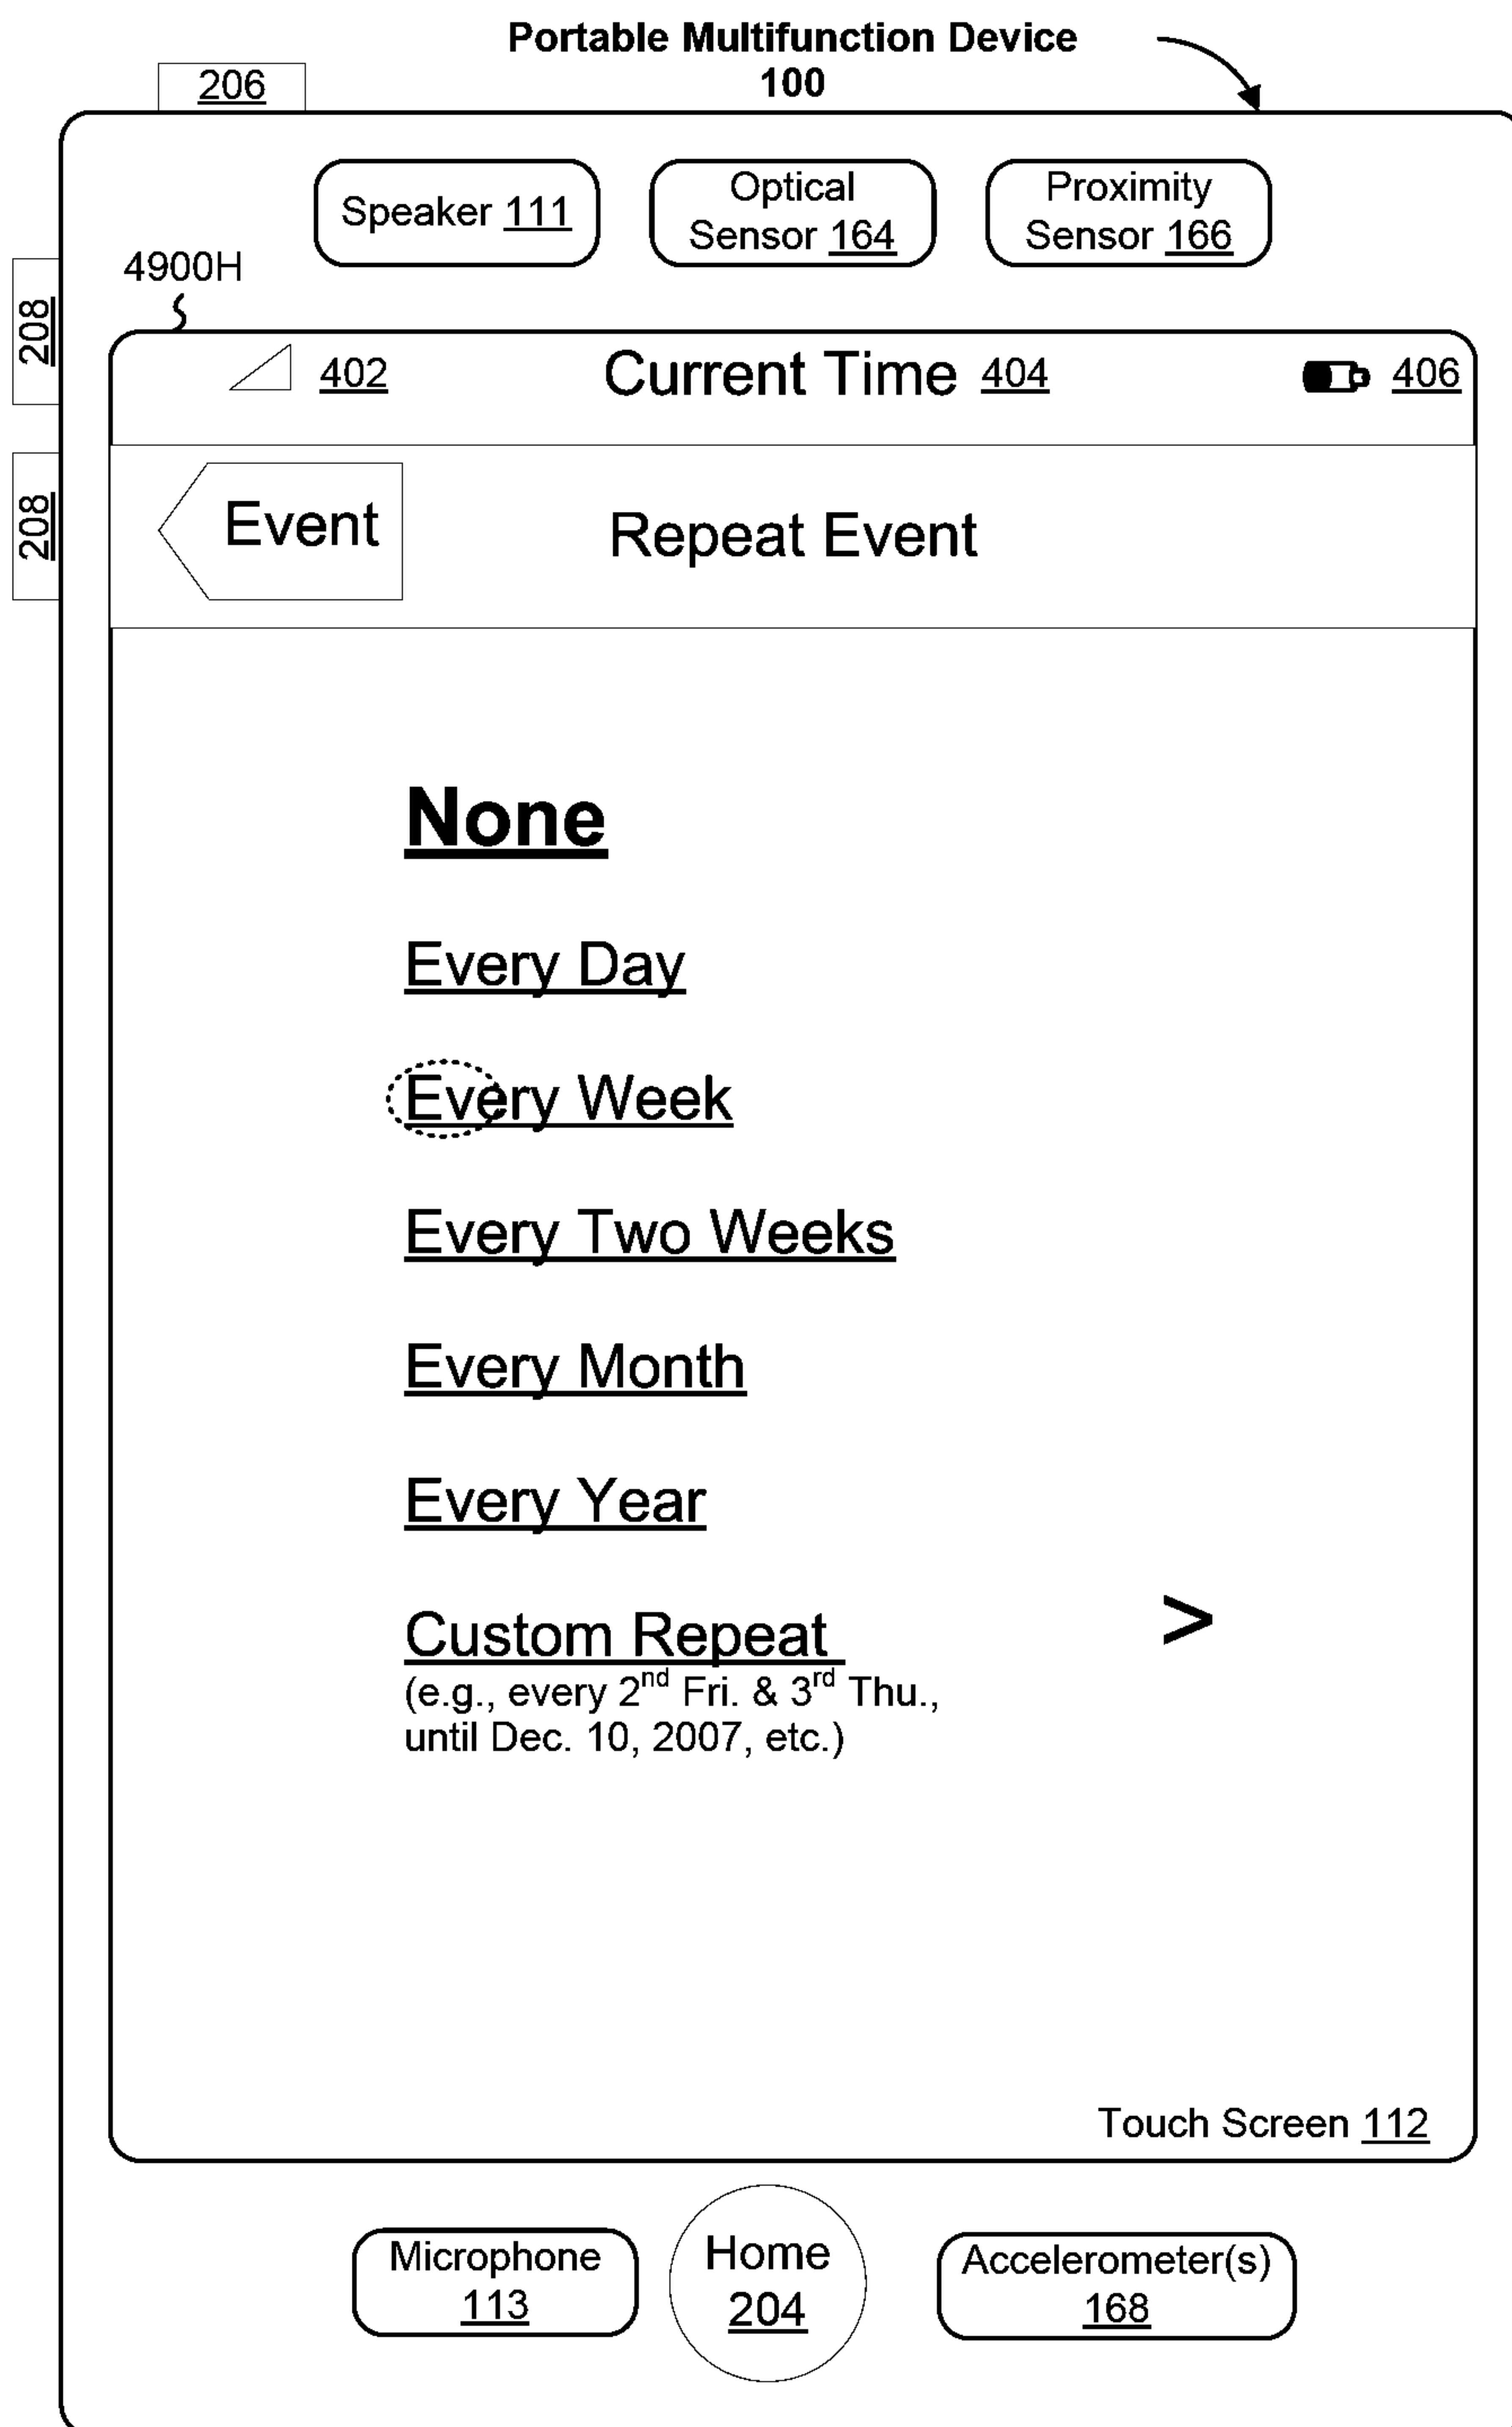 Portable Multifunction Device
100
206
Speaker 111
Optical
Sensor 164
Proximity
Sensor 166
4900H
208
402
Current Time 404
406
208
Event
Repeat Event
None
Every Day
Every Week
Every Two Weeks
Every Month
Every Year
Custom Repeat
>
(e.g., every 2nd Fri. & 3rd Thu.,
until Dec. 10, 2007, etc.)
Touch Screen 112
Microphone
113
Home
204
Accelerometer(s)
168